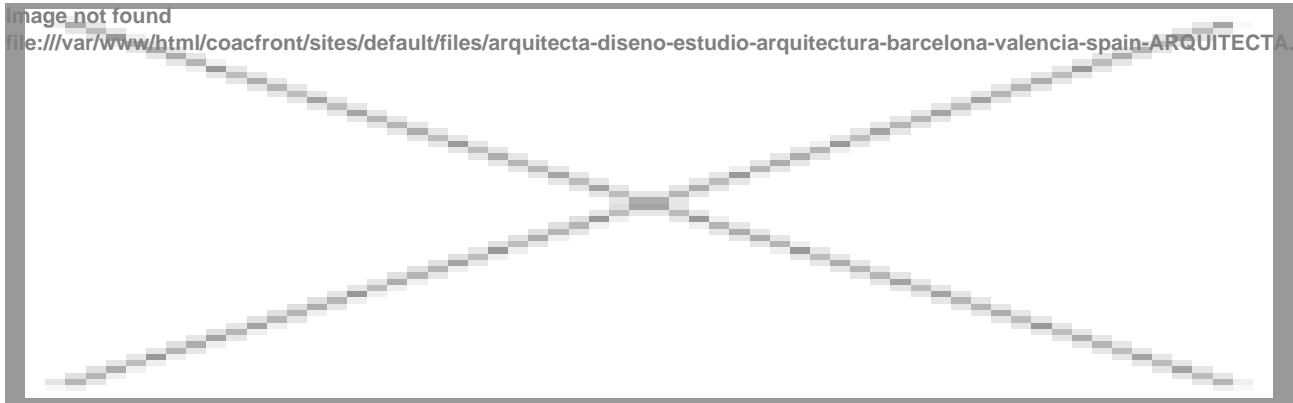 Image not found
file:///var/www/html/coacfront/sites/default/files/arquitecta-diseno-estudio-arquitectura-barcelona-valencia-spain-ARQUITECTA.